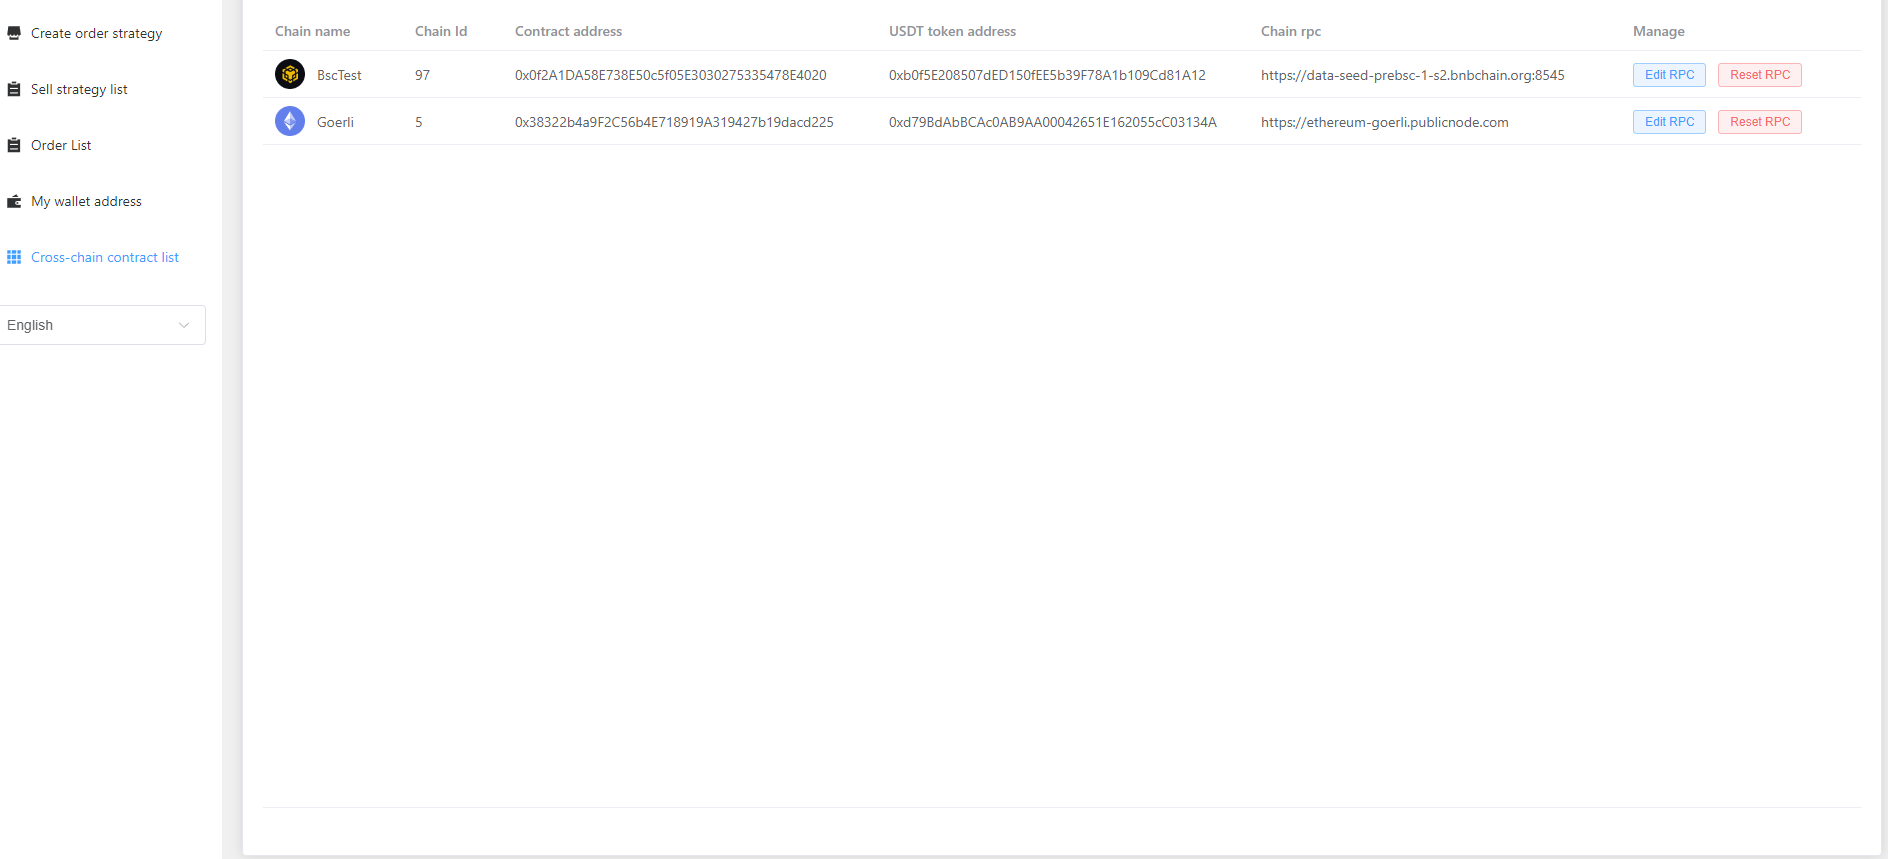 Create order strategy
Sell strategy list
Order List
My wallet address
Cross-chain contract list
English
Chain name Chain Id Contract address USDT token address Chain rpc Manage
BscTest 97 0x0f2A1DA58E738E50c5f05E3030275335478E4020 0xb0f5E208507dED150fEE5b39F78A1b109Cd81A12 https://data-seed-prebsc-1-s2.bnbchain.org:8545 Edit RPC Reset RPC
Goerli 5 0x38322b4a9F2C56b4E718919A319427b19dacd225 0xd79BdAbBCAc0AB9AA00042651E162055cC03134A https://ethereum-goerli.publicnode.com Edit RPC Reset RPC